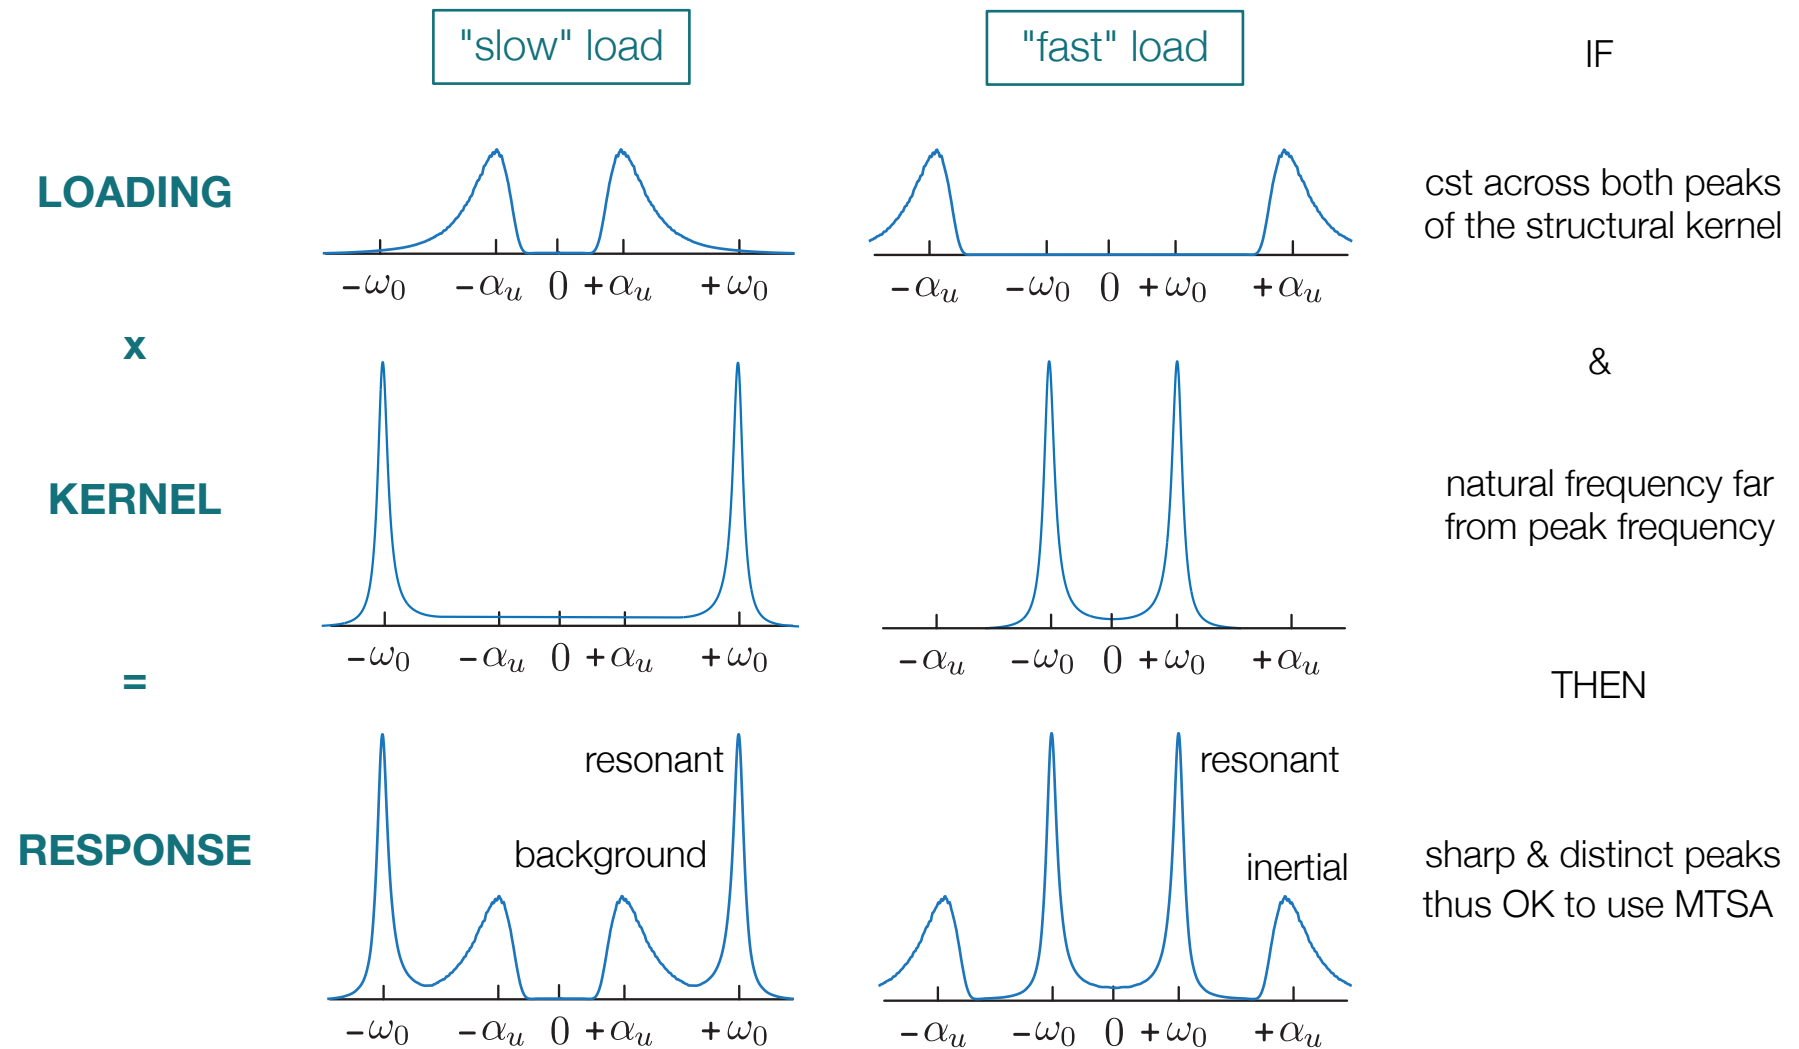 "slow" load
"fast" load
IF
LOADING
cst across both peaks
of the structural kernel
−ω₀ −αᵤ 0 +αᵤ +ω₀
−αᵤ −ω₀ 0 +ω₀ +αᵤ
x
&
KERNEL
natural frequency far
from peak frequency
−ω₀ −αᵤ 0 +αᵤ +ω₀
−αᵤ −ω₀ 0 +ω₀ +αᵤ
=
THEN
resonant
resonant
RESPONSE
background
inertial
sharp & distinct peaks
thus OK to use MTSA
−ω₀ −αᵤ 0 +αᵤ +ω₀
−αᵤ −ω₀ 0 +ω₀ +αᵤ